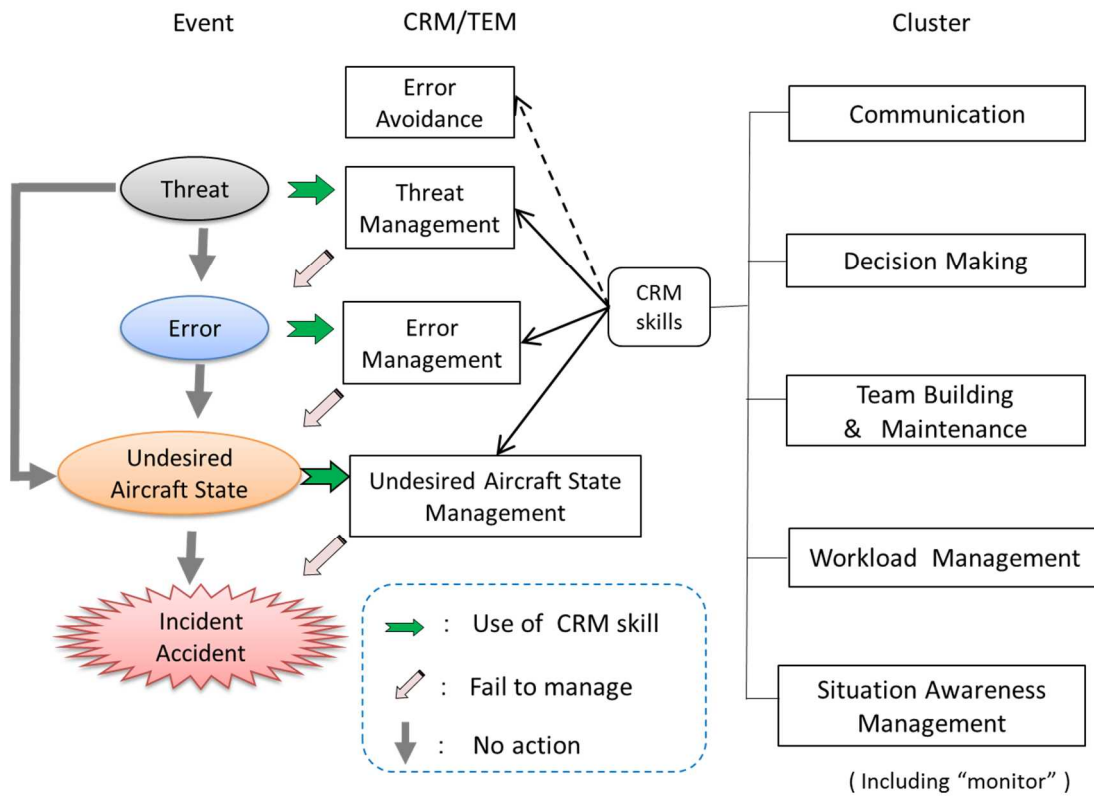 Event
CRM/TEM
Cluster
Error
Avoidance
Threat
Threat
Management
Error
Error
Management
Undesired
Aircraft State
Undesired Aircraft State
Management
Incident
Accident
CRM
skills
Communication
Decision Making
Team Building
& Maintenance
Workload Management
Situation Awareness
Management
( Including “monitor” )
: Use of CRM skill
: Fail to manage
: No action